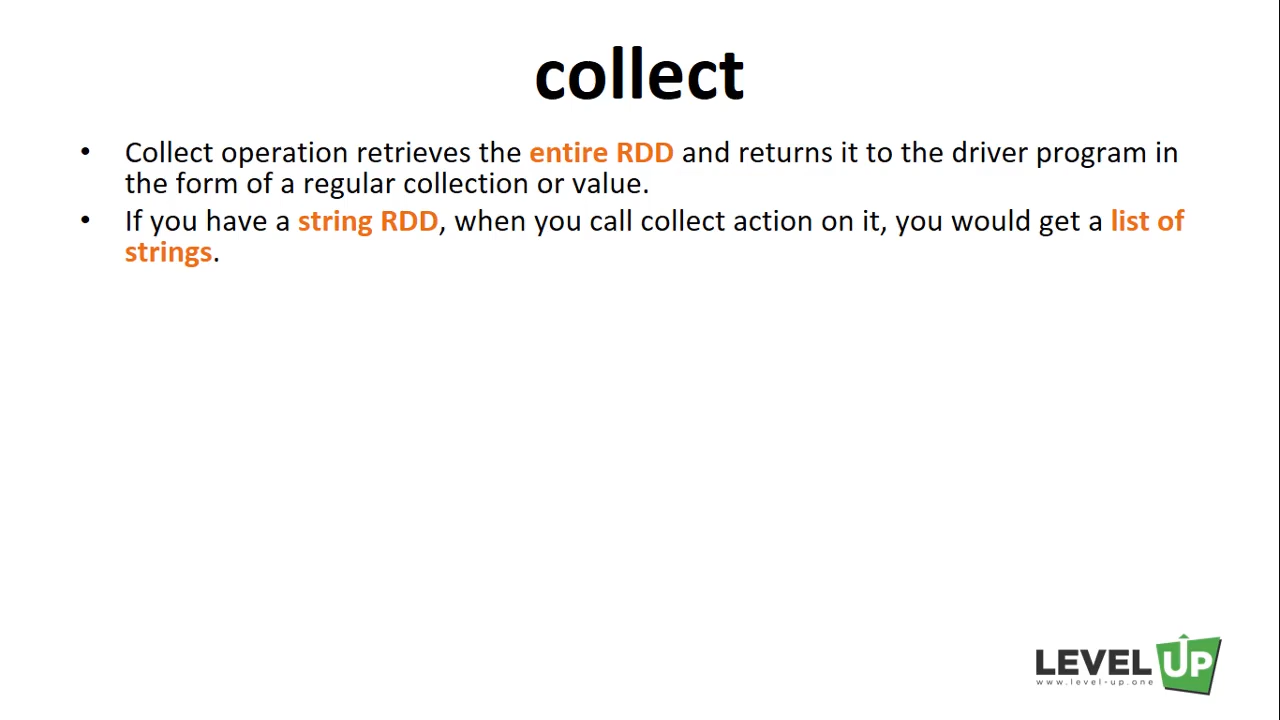 collect
• Collect operation retrieves the entire RDD and returns it to the driver program in
the form of a regular collection or value.
• If you have a string RDD, when you call collect action on it, you would get a list of
strings.
LEVEL UP
www.level-up.one